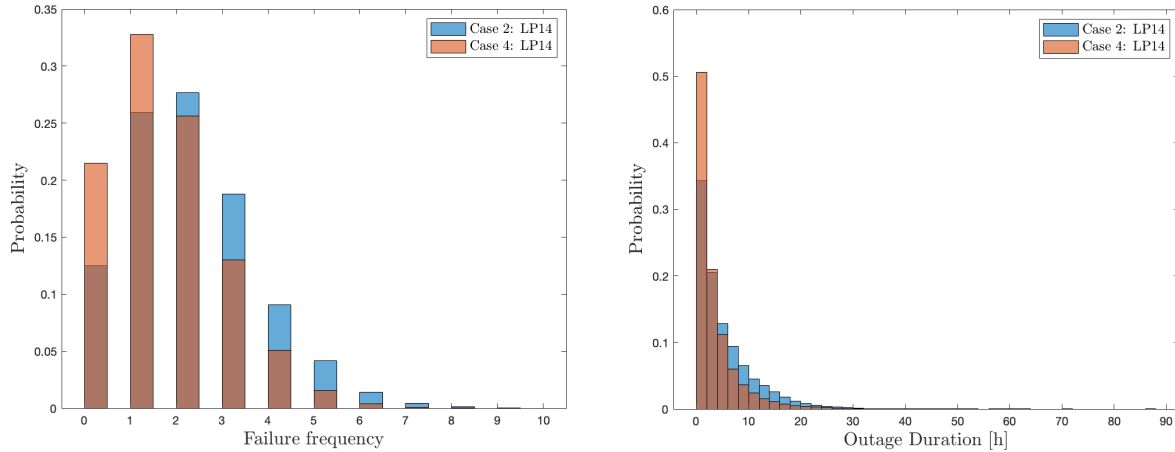 Case 2: LP14
Case 4: LP14
0.35
0.3
0.25
0.2
0.15
0.1
0.05
0
Probability
0 1 2 3 4 5 6 7 8 9 10
Failure frequency
Case 2: LP14
Case 4: LP14
0.6
0.5
0.4
0.3
0.2
0.1
0
Probability
0 10 20 30 40 50 60 70 80 90
Outage Duration [h]